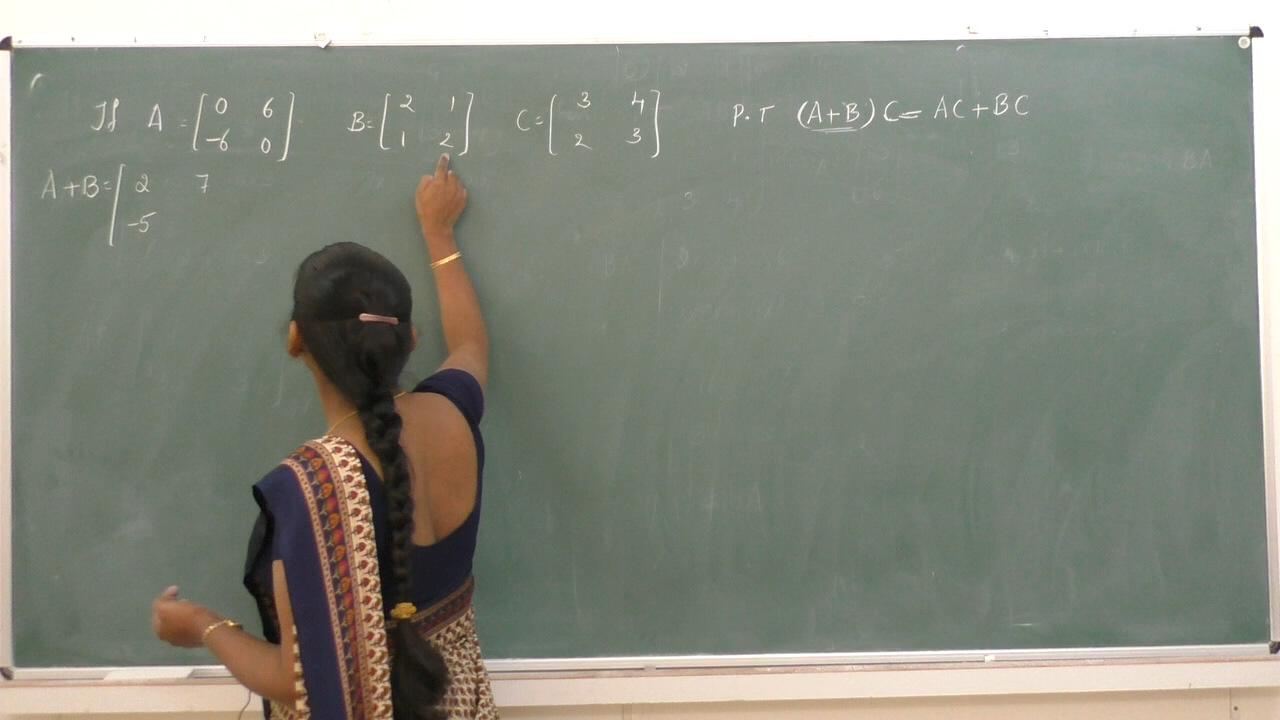 If A = [0 6 -6 0] B= [2 1 1 2] C= [3 4 2 3] P.T (A+B) C= AC+BC
A+B= [2 7 -5